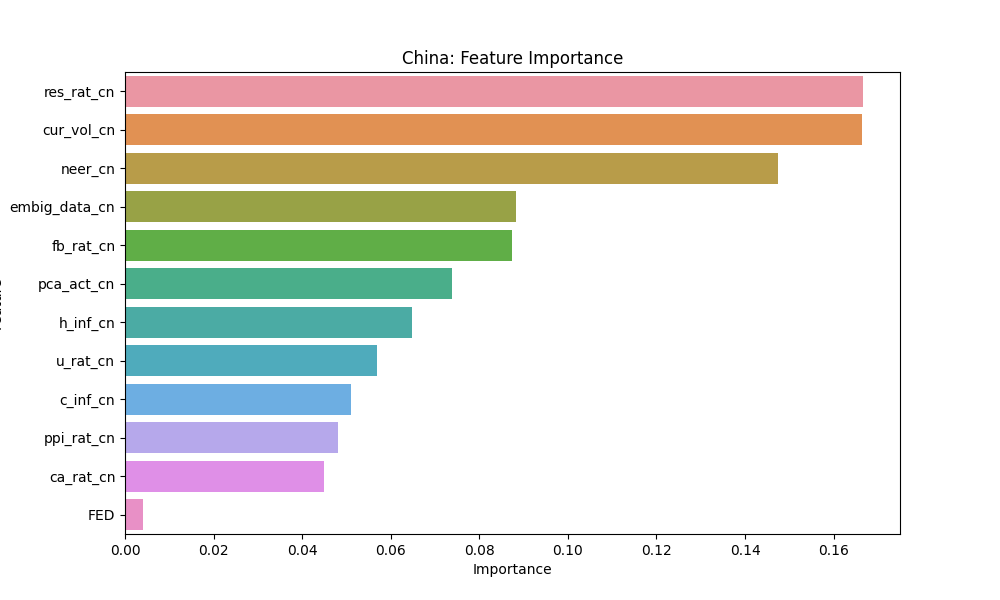 China: Feature Importance
res_rat_cn
cur_vol_cn
neer_cn
embig_data_cn
fb_rat_cn
pca_act_cn
h_inf_cn
u_rat_cn
c_inf_cn
ppi_rat_cn
ca_rat_cn
FED
0.00 0.02 0.04 0.06 0.08 0.10 0.12 0.14 0.16
Importance